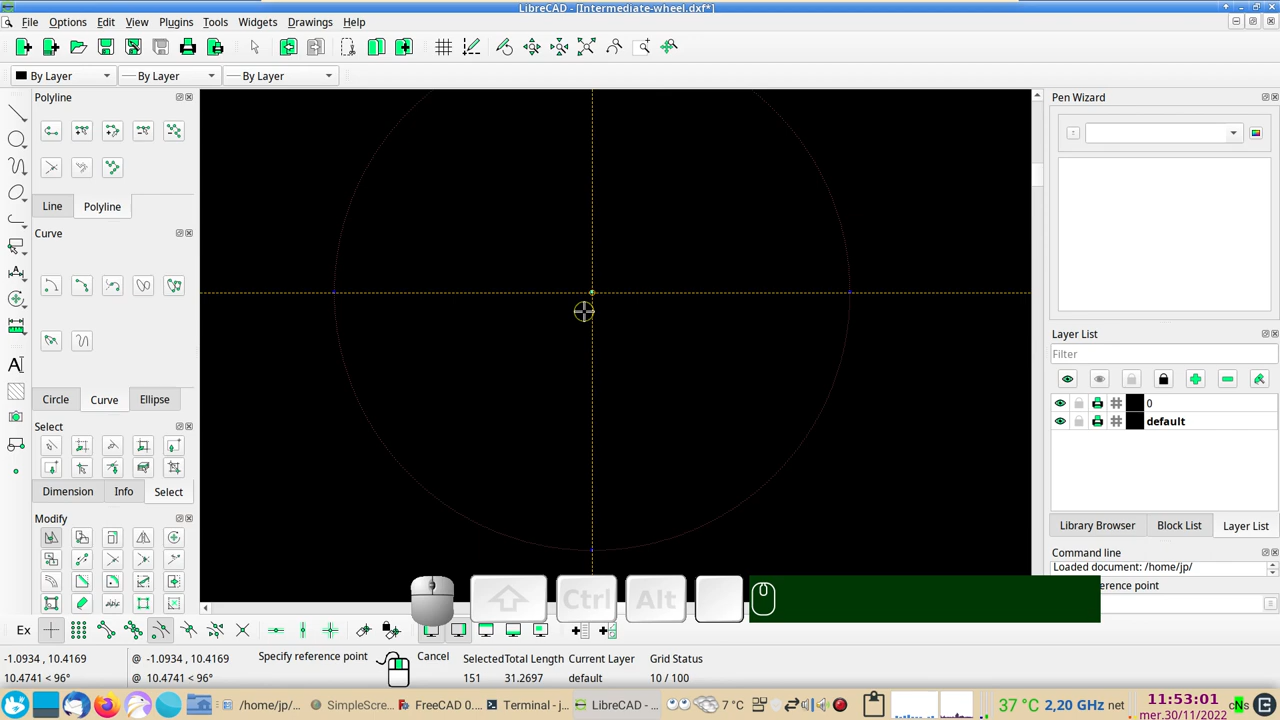 LibreCAD - [Intermediate-wheel.dxf*]
File Options Edit View Plugins Tools Widgets Drawings Help
By Layer By Layer By Layer
Polyline
Line Polyline
Curve
Circle Curve Ellipse
Select
Dimension Info Select
Modify
Pen Wizard
Layer List
Filter
0
default
Library Browser Block List Layer List
Command line
Loaded document: /home/jp/
ference point
Ctrl Alt
Ex
-1.0934 , 10.4169 @ -1.0934 , 10.4169 Specify reference point Cancel Selected Total Length Current Layer Grid Status
10.4741 < 96° @ 10.4741 < 96° 151 31.2697 default 10 / 100
/home/jp/... SimpleScre... FreeCAD 0.... Terminal - j... LibreCAD - ... 7 °C 37 °C 2,20 GHz net 11:53:01
mer.30/11/2022 cNs